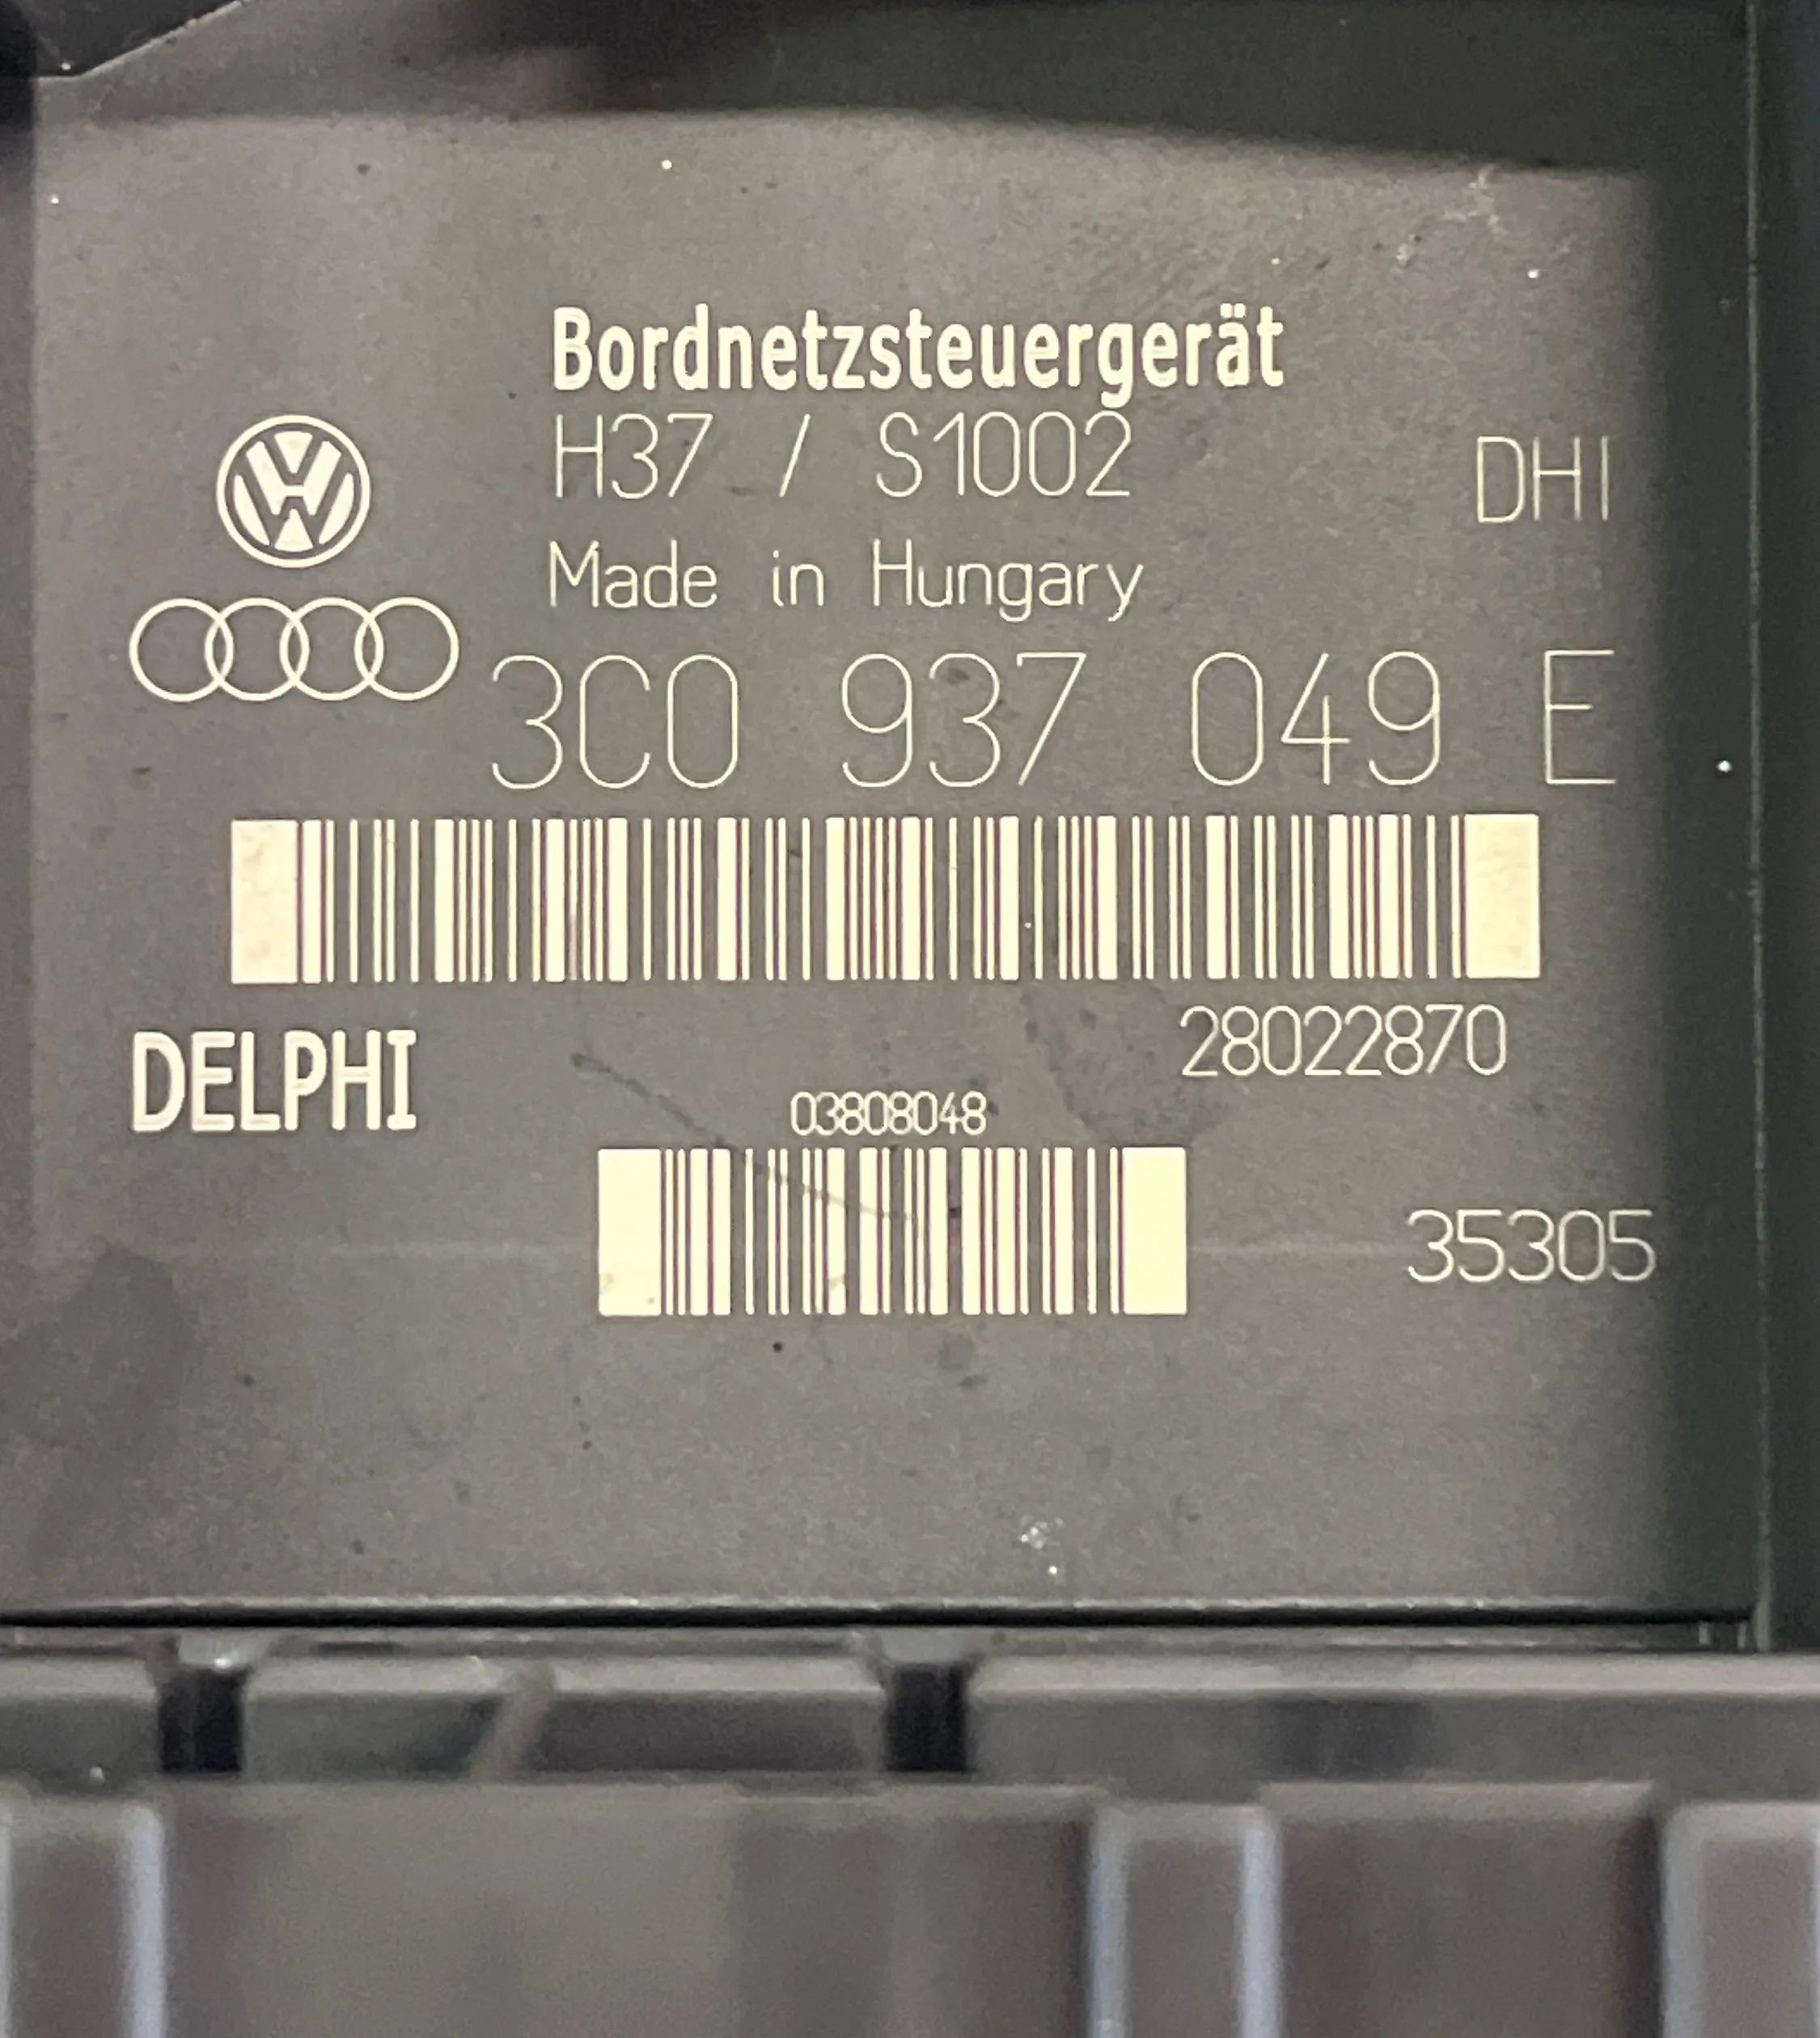 Bordnetzsteuergerät
H37 / S1002
DHI
Made in Hungary
3C0 937 049 E
28022870
DELPHI
03808048
35305